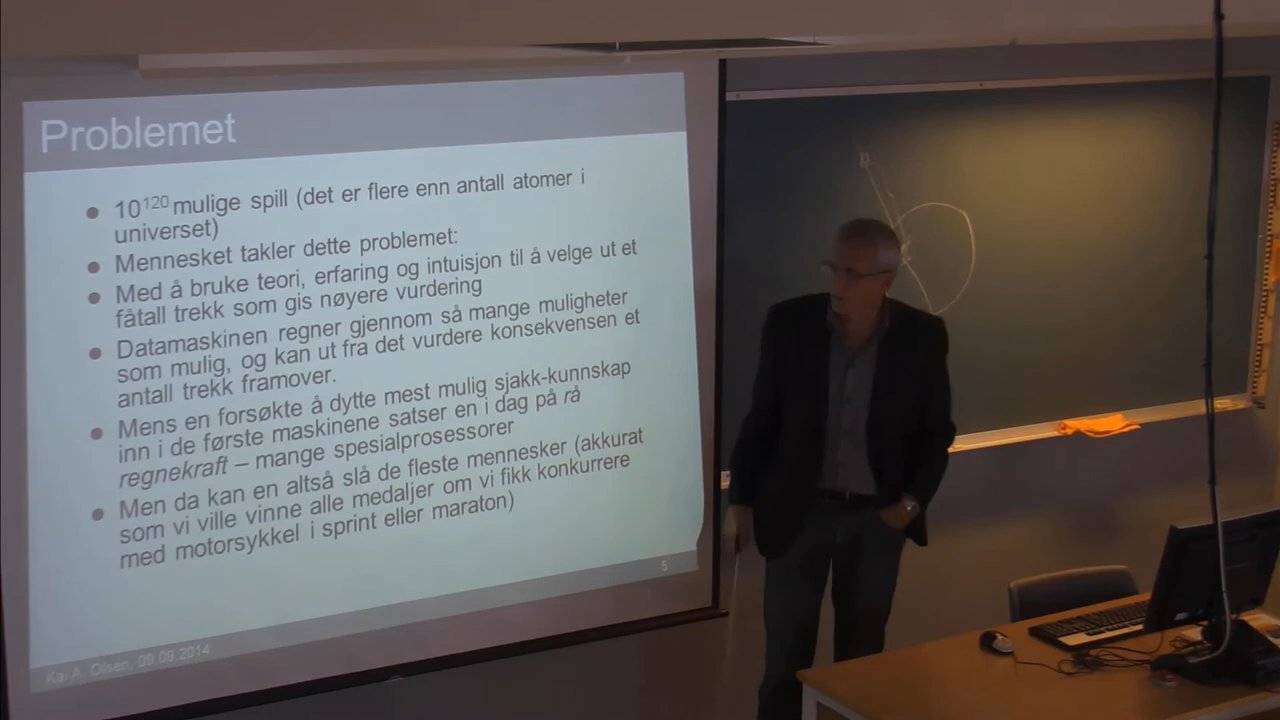 Problemet
• 10¹²⁰ mulige spill (det er flere enn antall atomer i
universet)
• Mennesket takler dette problemet:
• Med å bruke teori, erfaring og intuisjon til å velge ut et
fåtall trekk som gis nøyere vurdering
• Datamaskinen regner gjennom så mange muligheter
som mulig, og kan ut fra det vurdere konsekvensen et
antall trekk framover.
• Mens en forsøkte å dytte mest mulig sjakk-kunnskap
inn i de første maskinene satser en i dag på rå
regnekraft – mange spesialprosessorer
• Men da kan en altså slå de fleste mennesker (akkurat
som vi ville vinne alle medaljer om vi fikk konkurrere
med motorsykkel i sprint eller maraton)
5
Kai A. Olsen, 09.09.2014